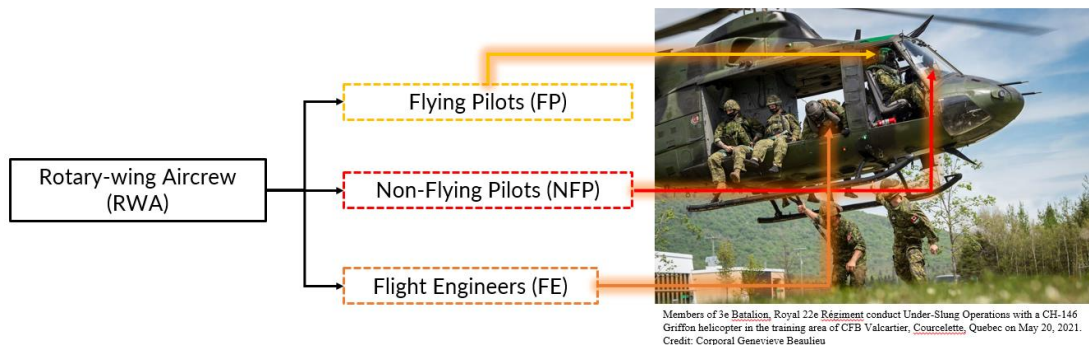 Flying Pilots (FP)
Rotary-wing Aircrew
(RWA)
Non-Flying Pilots (NFP)
Flight Engineers (FE)
Members of 3e Batalion, Royal 22e Régiment conduct Under-Slung Operations with a CH-146
Griffon helicopter in the training area of CFB Valcartier, Courcelette, Quebec on May 20, 2021.
Credit: Corporal Genevieve Beaulieu